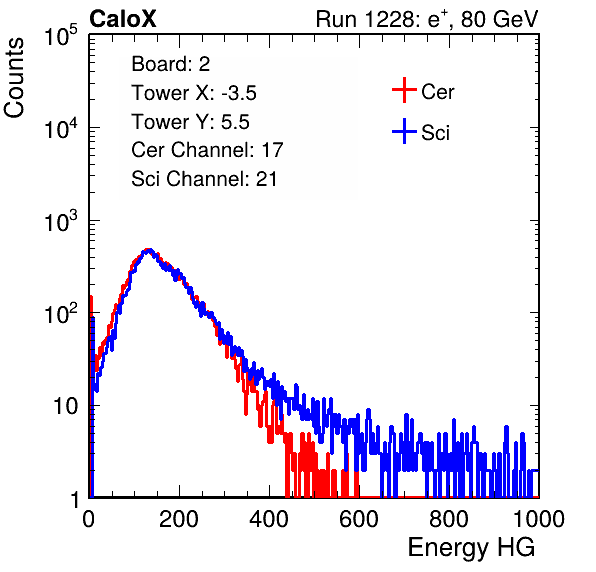 CaloX Run 1228: e⁺, 80 GeV
Board: 2
Tower X: -3.5
Tower Y: 5.5
Cer Channel: 17
Sci Channel: 21
Cer
Sci
Counts
10⁵
10⁴
10³
10²
10
1
0 200 400 600 800 1000
Energy HG